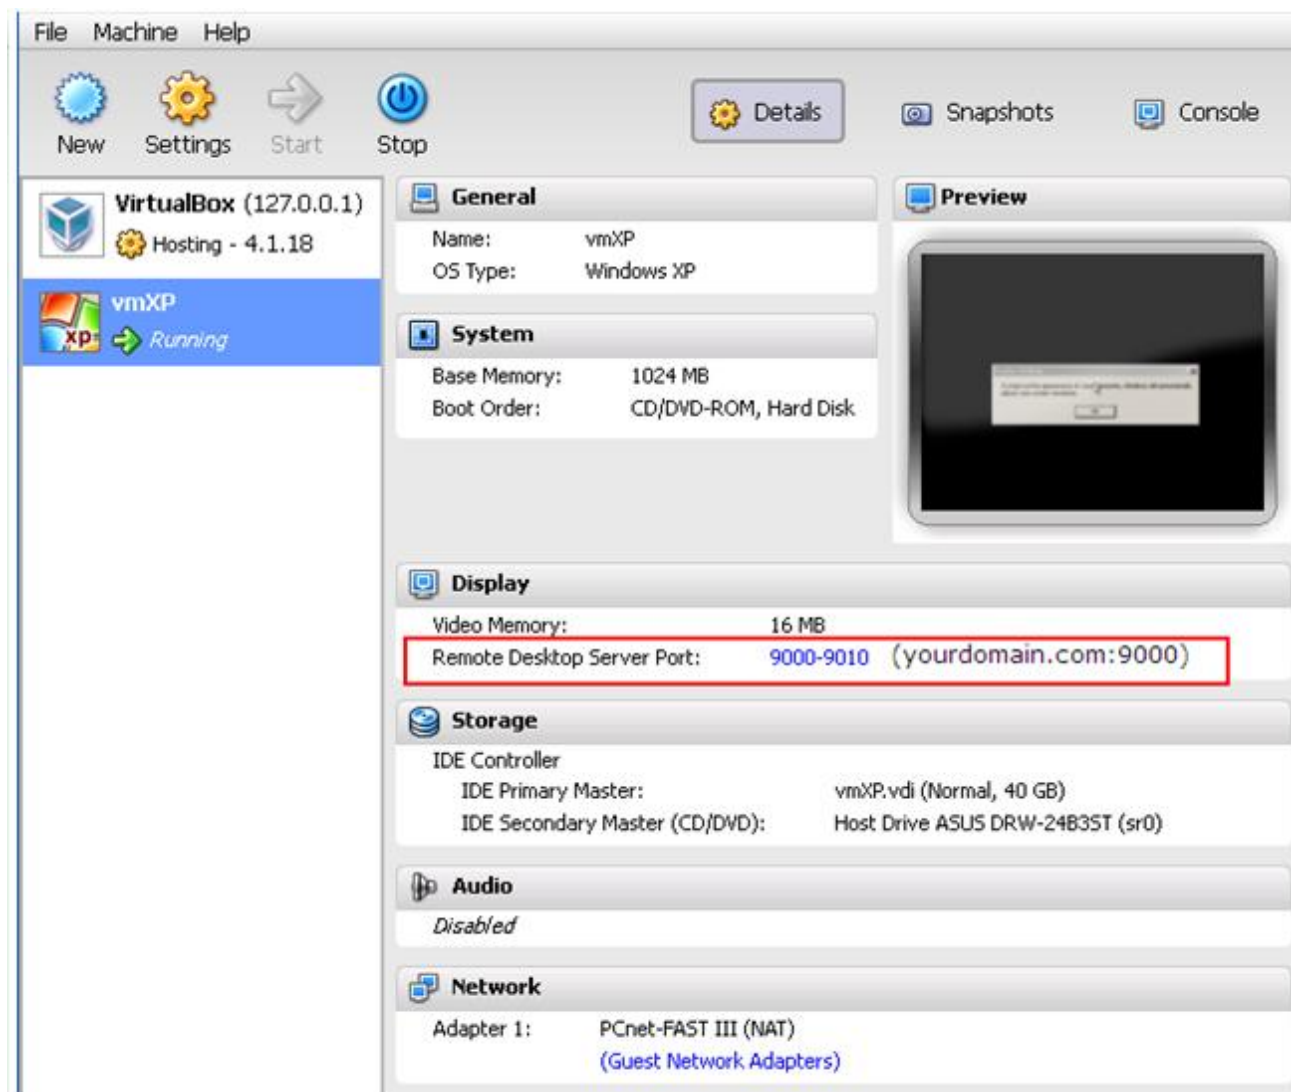 File Machine Help
New Settings Start Stop Details Snapshots Console
VirtualBox (127.0.0.1)
Hosting - 4.1.18
vmXP
xp
Running
General
Name: vmXP
OS Type: Windows XP
System
Base Memory: 1024 MB
Boot Order: CD/DVD-ROM, Hard Disk
Preview
Display
Video Memory: 16 MB
Remote Desktop Server Port: 9000-9010 (yourdomain.com:9000)
Storage
IDE Controller
IDE Primary Master: vmXP.vdi (Normal, 40 GB)
IDE Secondary Master (CD/DVD): Host Drive ASUS DRW-24B3ST (sr0)
Audio
Disabled
Network
Adapter 1: PCnet-FAST III (NAT)
(Guest Network Adapters)